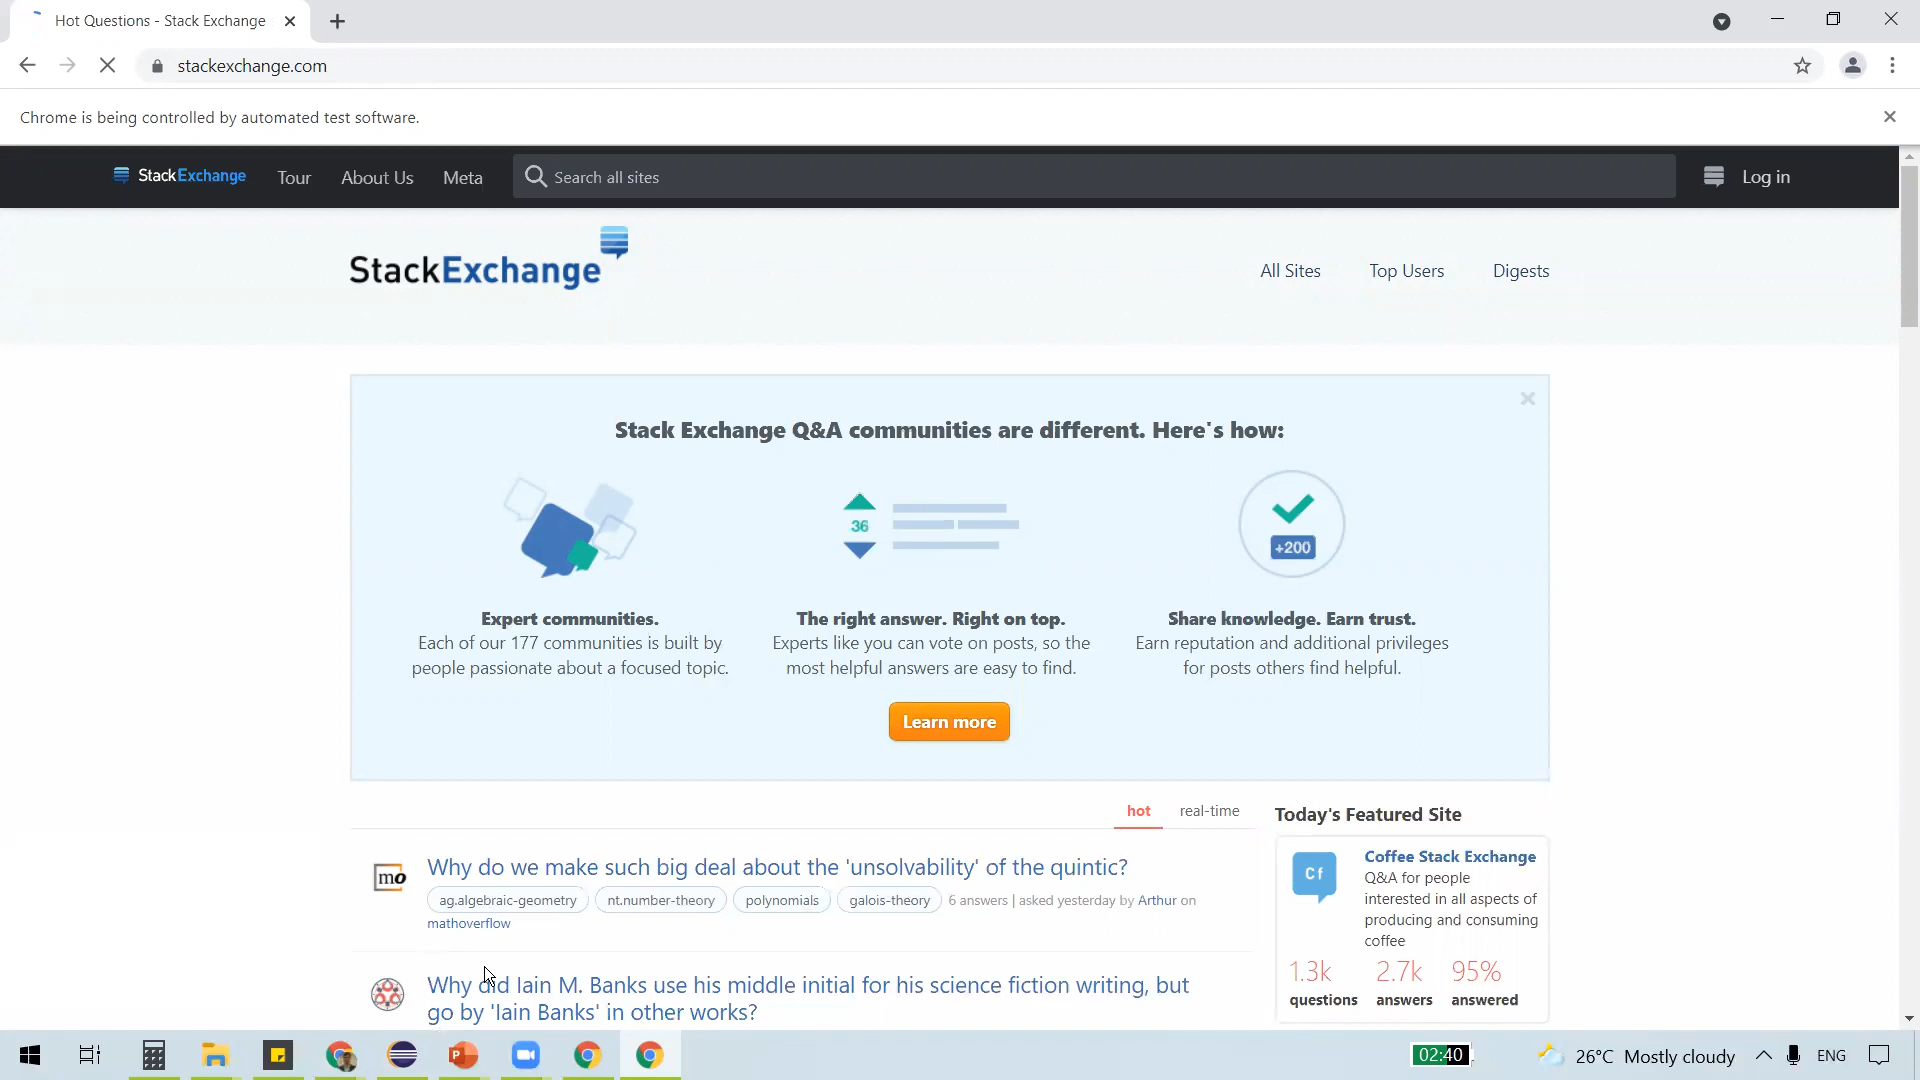 Hot Questions - Stack Exchange
stackexchange.com
Chrome is being controlled by automated test software.
StackExchange
Tour
About Us
Meta
Search all sites
Log in
StackExchange
All Sites
Top Users
Digests
Stack Exchange Q&A communities are different. Here's how:
36
+200
Expert communities.
Each of our 177 communities is built by
people passionate about a focused topic.
The right answer. Right on top.
Experts like you can vote on posts, so the
most helpful answers are easy to find.
Share knowledge. Earn trust.
Earn reputation and additional privileges
for posts others find helpful.
Learn more
hot
real-time
Today's Featured Site
mo
Why do we make such big deal about the 'unsolvability' of the quintic?
ag.algebraic-geometry nt.number-theory polynomials galois-theory 6 answers | asked yesterday by Arthur on
mathoverflow
Why did Iain M. Banks use his middle initial for his science fiction writing, but
go by 'Iain Banks' in other works?
Cf
Coffee Stack Exchange
Q&A for people
interested in all aspects of
producing and consuming
coffee
1.3k 2.7k 95%
questions answers answered
02:40
26°C Mostly cloudy
ENG